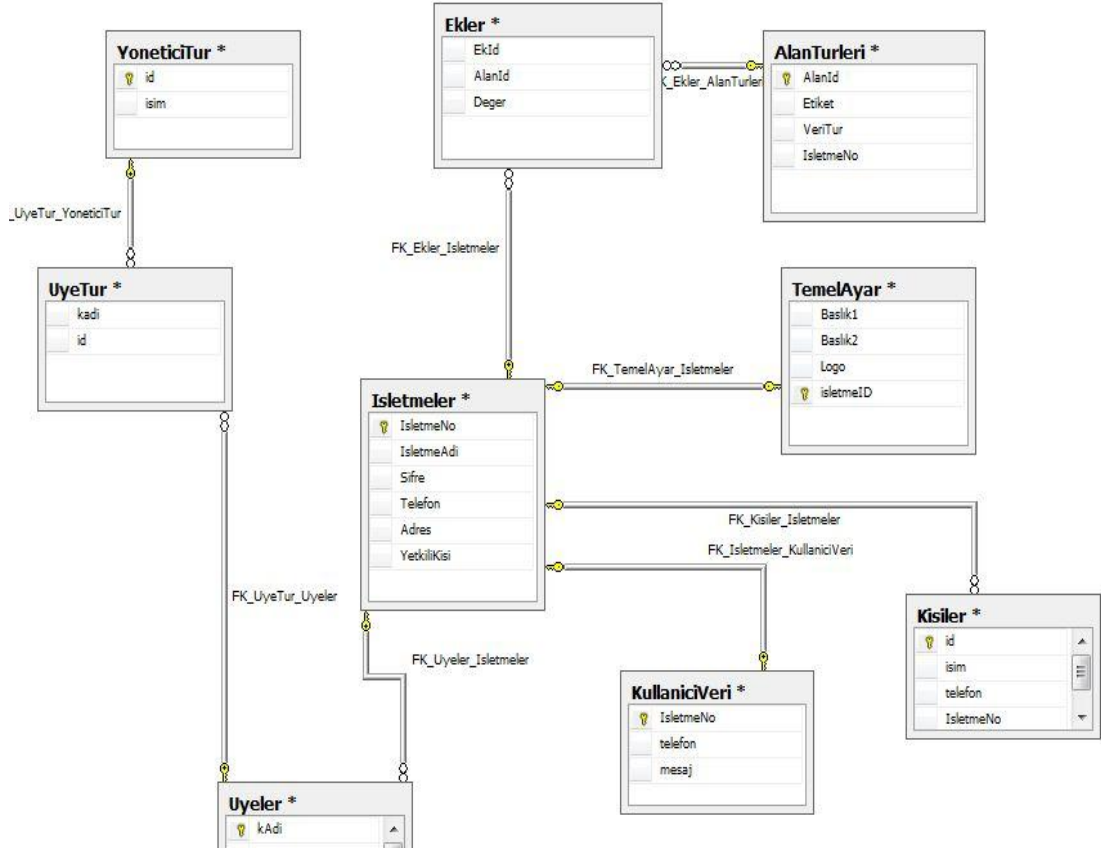 YoneticiTur *
id
isim
Ekler *
EkId
AlanId
Deger
AlanTurleri *
AlanId
Etiket
VeriTur
IsletmeNo
K_Ekler_AlanTurleri
_UyeTur_YoneticiTur
FK_Ekler_Isletmeler
UyeTur *
kadi
id
TemelAyar *
Baslık1
Baslık2
Logo
isletmeID
FK_TemelAyar_Isletmeler
Isletmeler *
IsletmeNo
IsletmeAdi
Sifre
Telefon
Adres
YetkiliKisi
FK_Kisiler_Isletmeler
FK_Isletmeler_KullaniciVeri
FK_UyeTur_Uyeler
FK_Uyeler_Isletmeler
Kisiler *
id
isim
telefon
IsletmeNo
KullaniciVeri *
IsletmeNo
telefon
mesaj
Uyeler *
kAdi